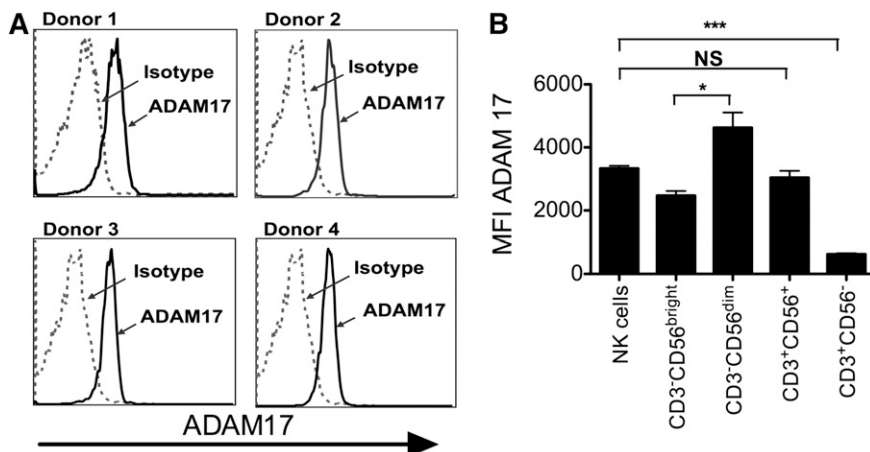 A
Donor 1
Isotype
ADAM17
Donor 2
Isotype
ADAM17
Donor 3
Isotype
ADAM17
Donor 4
Isotype
ADAM17
ADAM17
B
***
NS
*
MFI ADAM 17
6000
4000
2000
0
NK cells
CD3⁻CD56ᵇʳⁱᵍʰᵗ
CD3⁻CD56ᵈⁱᵐ
CD3⁺CD56⁺
CD3⁺CD56⁻